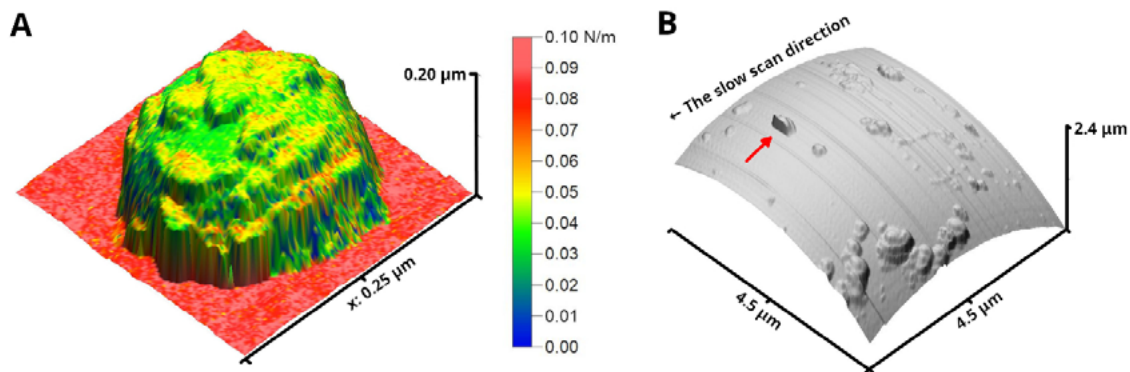 A
0.10 N/m
0.09
0.08
0.07
0.06
0.05
0.04
0.03
0.02
0.01
0.00
0.20 µm
x: 0.25 µm
B
← The slow scan direction
2.4 µm
4.5 µm
4.5 µm